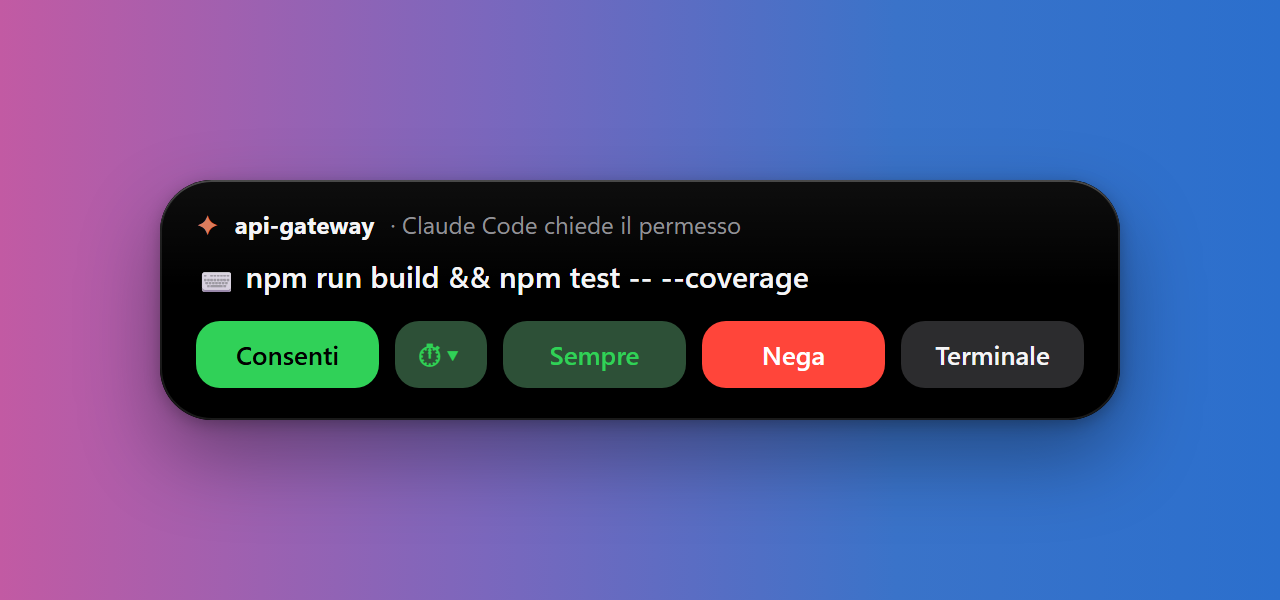 api-gateway · Claude Code chiede il permesso
npm run build && npm test -- --coverage
Consenti
Sempre
Nega
Terminale